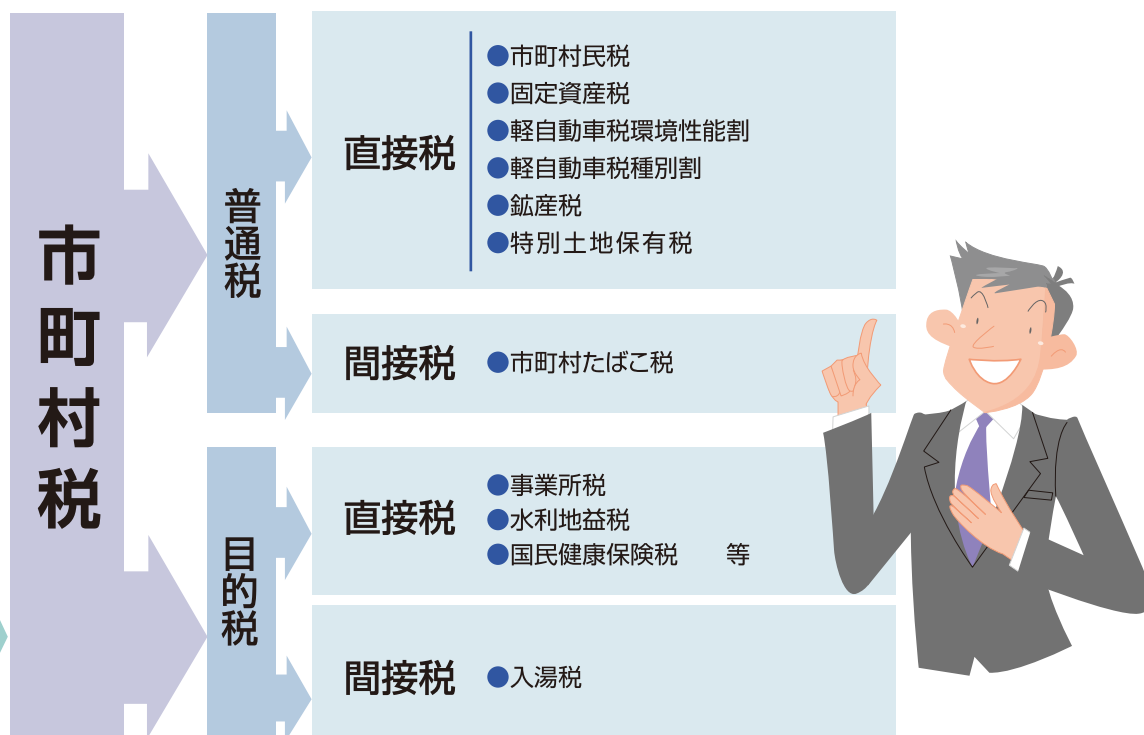 市町村税
普通税
直接税
●市町村民税
●固定資産税
●軽自動車税環境性能割
●軽自動車税種別割
●鉱産税
●特別土地保有税
間接税
●市町村たばこ税
目的税
直接税
●事業所税
●水利地益税
●国民健康保険税　等
間接税
●入湯税